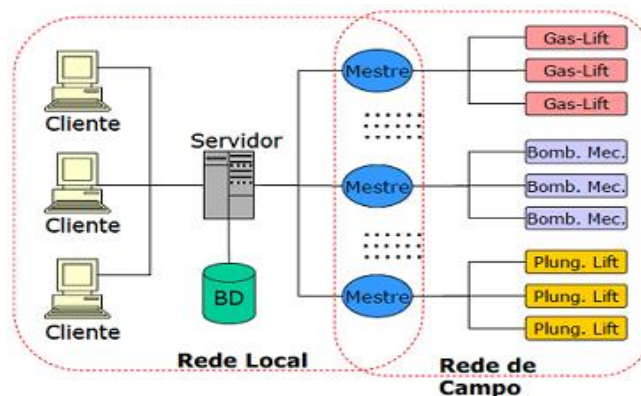 Cliente
Cliente
Cliente
Servidor
BD
Rede Local
Mestre
Mestre
Mestre
Gas-Lift
Gas-Lift
Gas-Lift
Bomb. Mec.
Bomb. Mec.
Bomb. Mec.
Plung. Lift
Plung. Lift
Plung. Lift
Rede de
Campo